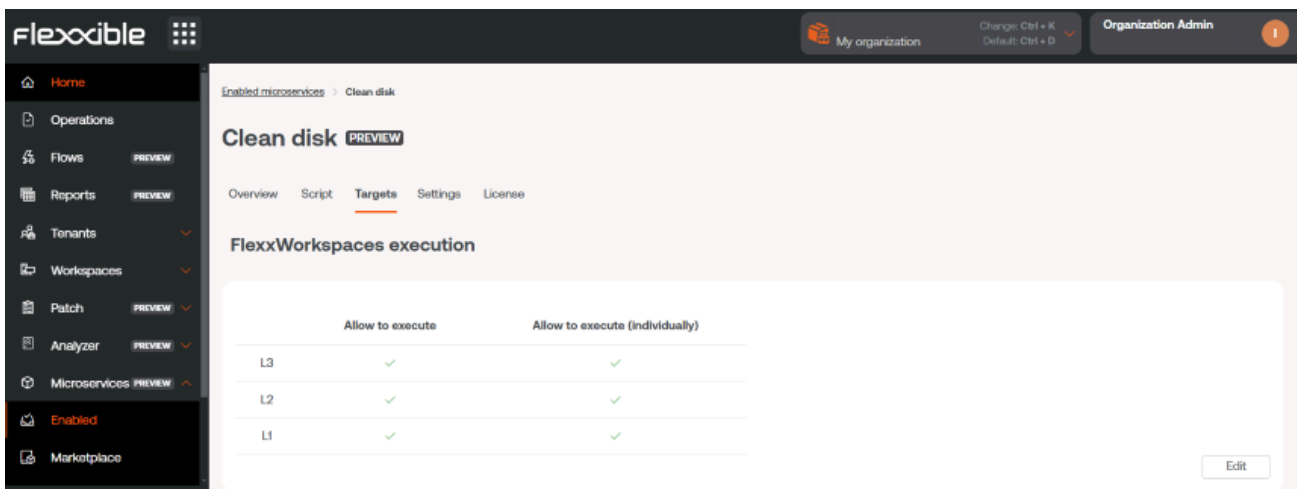 Flexxible
My organization
Change: Ctrl + K
Default: Ctrl + D
Organization Admin
I
Home
Operations
Flows PREVIEW
Reports PREVIEW
Tenants
Workspaces
Patch PREVIEW
Analyzer PREVIEW
Microservices PREVIEW
Enabled
Marketplace
Enabled microservices > Clean disk
Clean disk PREVIEW
Overview Script Targets Settings License
FlexxWorkspaces execution
Allow to execute Allow to execute (individually)
L3
L2
L1
Edit